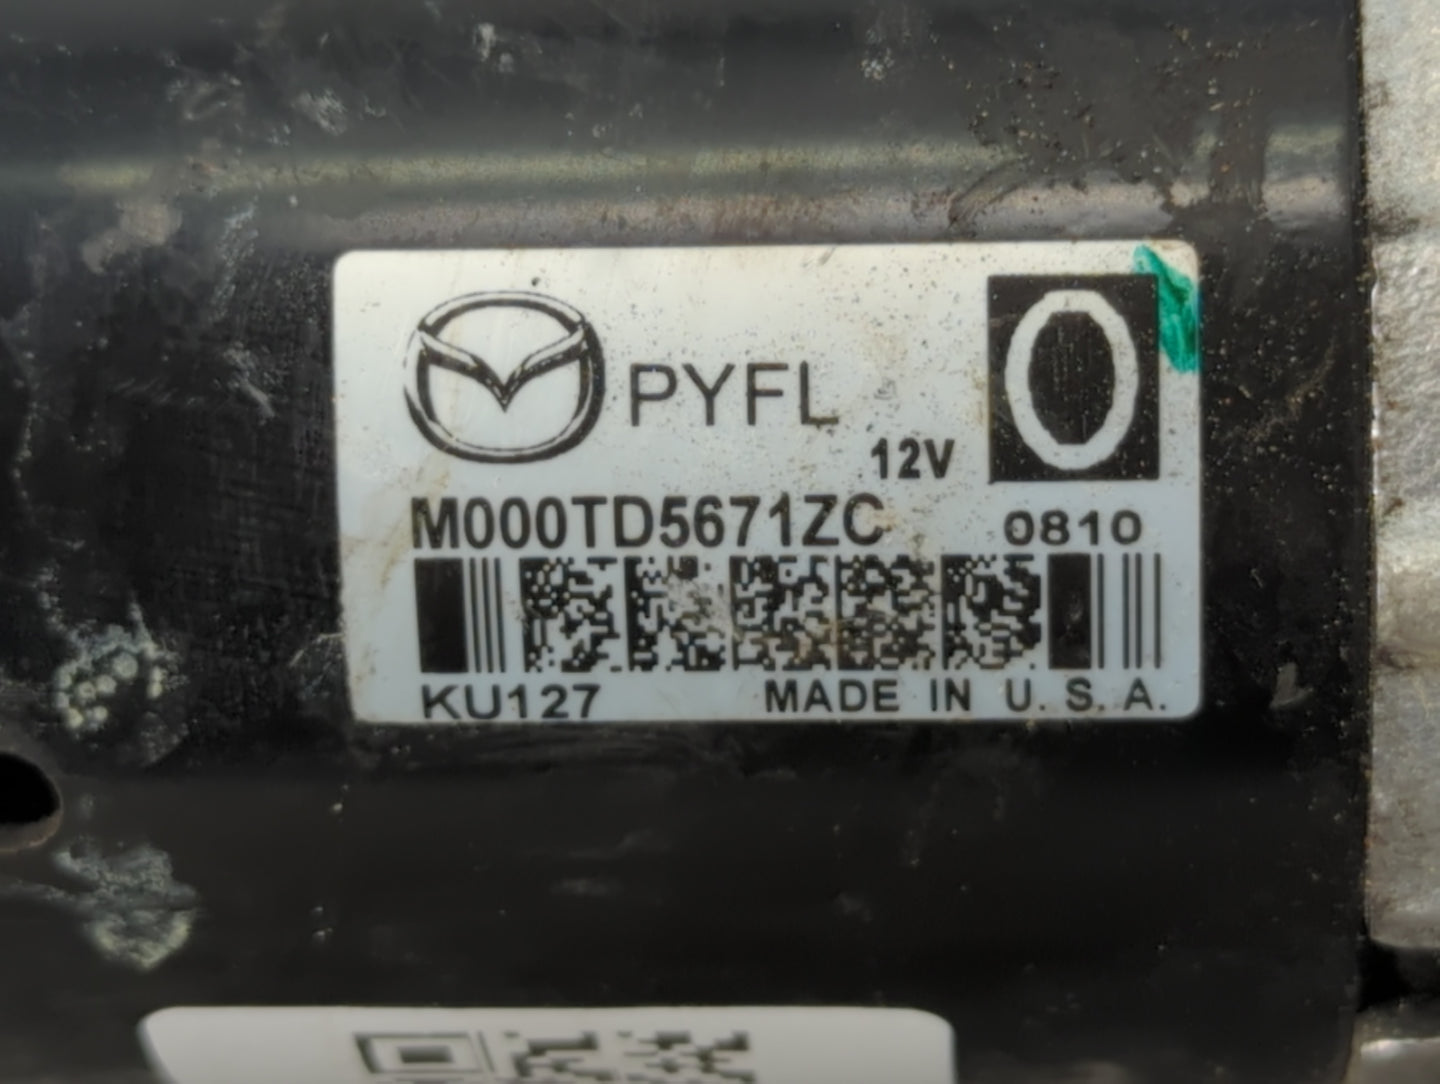 PYFL
0
12V
M000TD5671ZC 0810
KU127 MADE IN U. S. A.